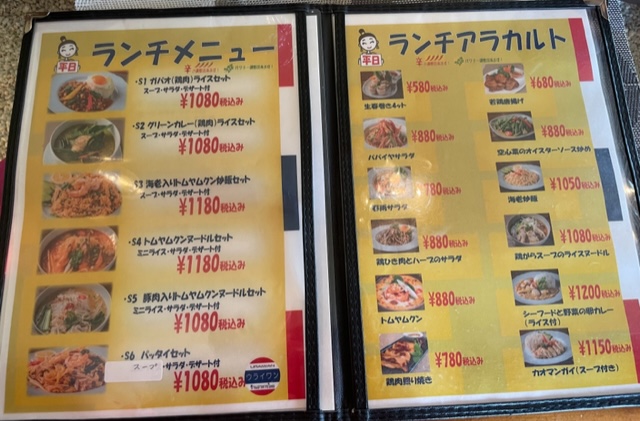 ランチメニュー
平日
・S1 ガパオ(鶏肉)ライスセット
スープ・サラダ・デザート付
¥1080税込み
・S2 グリーンカレー(鶏肉)ライスセット
スープ・サラダ・デザート付
¥1080税込み
・S3 海老入りトムヤムクン炒飯セット
スープ・サラダ・デザート付
¥1180税込み
・S4 トムヤムクンヌードルセット
ミニライス・サラダ・デザート付
¥1180税込み
・S5 豚肉入りトムヤムクンヌードルセット
ミニライス・サラダ・デザート付
¥1080税込み
・S6 パッタイセット
スープ・サラダ・デザート付
¥1080税込み
ウライワン
ランチアラカルト
平日
¥580税込み
生春巻き4ット
¥680税込み
若鶏唐揚げ
¥880税込み
パパイヤサラダ
¥880税込み
空心菜のオイスターソース炒め
780税込み
春雨サラダ
¥1050税込み
海老炒飯
¥880税込み
鶏ひき肉とハーブのサラダ
¥1080税込み
鶏がらスープのライスヌードル
¥880税込み
トムヤムクン
¥1200税込み
シーフードと野菜の卵カレー
(ライス付)
¥780税込み
鶏肉照り焼き
¥1150税込み
カオマンガイ(スープ付き)